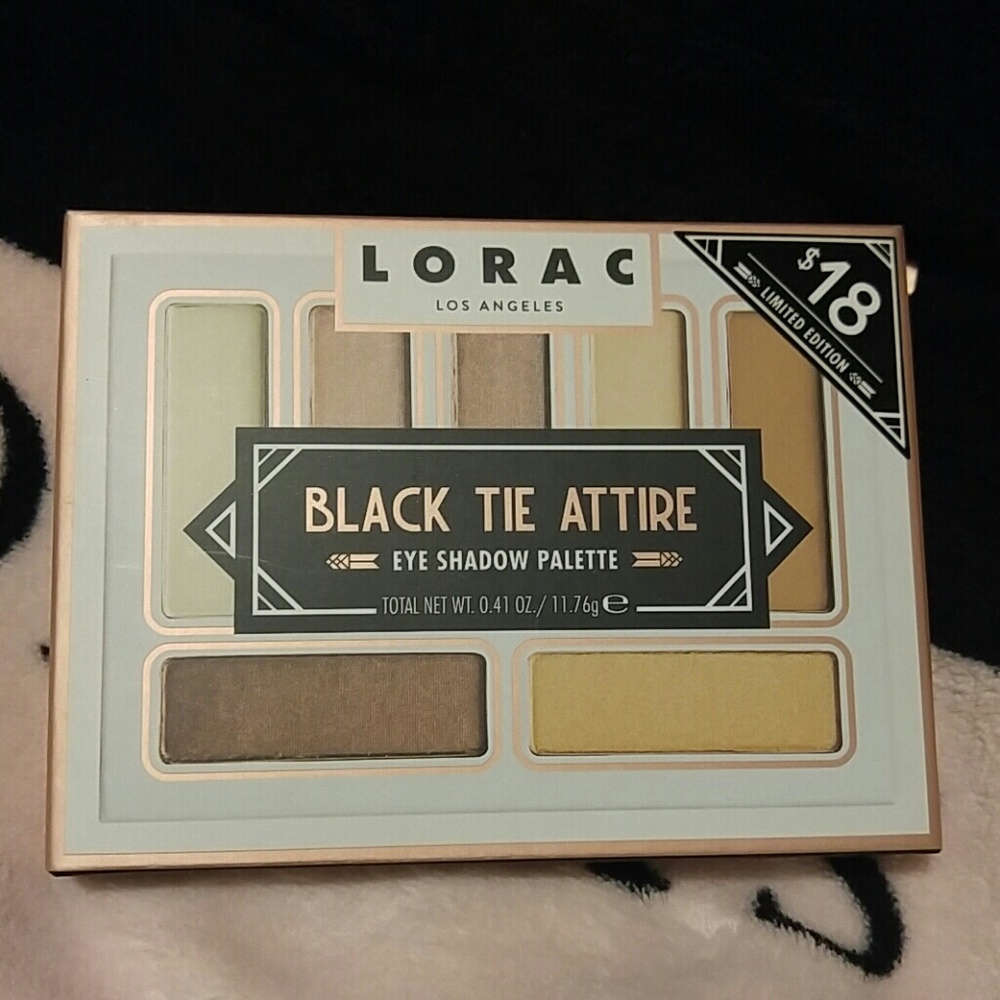 LORAC
LOS ANGELES
$18
LIMITED EDITION
BLACK TIE ATTIRE
EYE SHADOW PALETTE
TOTAL NET WT. 0.41 OZ./ 11.76g ℮